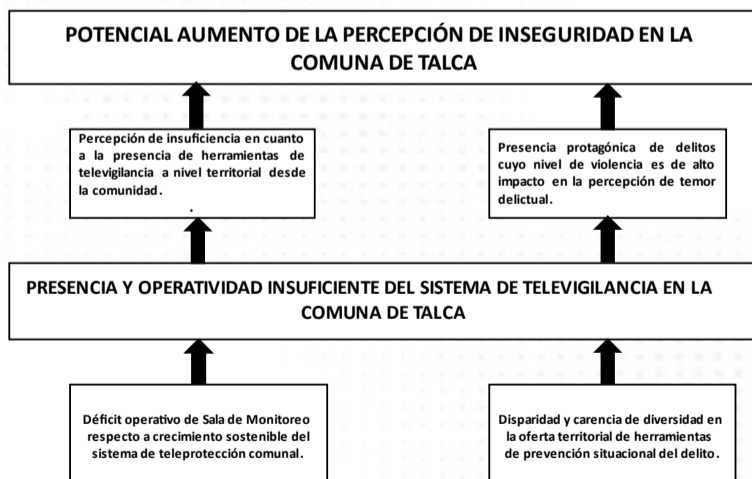 POTENCIAL AUMENTO DE LA PERCEPCIÓN DE INSEGURIDAD EN LA
COMUNA DE TALCA
Percepción de insuficiencia en cuanto
a la presencia de herramientas de
televigilancia a nivel territorial desde
la comunidad.
.
Presencia protagónica de delitos
cuyo nivel de violencia es de alto
impacto en la percepción de temor
delictual.
PRESENCIA Y OPERATIVIDAD INSUFICIENTE DEL SISTEMA DE TELEVIGILANCIA EN LA
COMUNA DE TALCA
Déficit operativo de Sala de Monitoreo
respecto a crecimiento sostenible del
sistema de teleprotección comunal.
Disparidad y carencia de diversidad en
la oferta territorial de herramientas
de prevención situacional del delito.